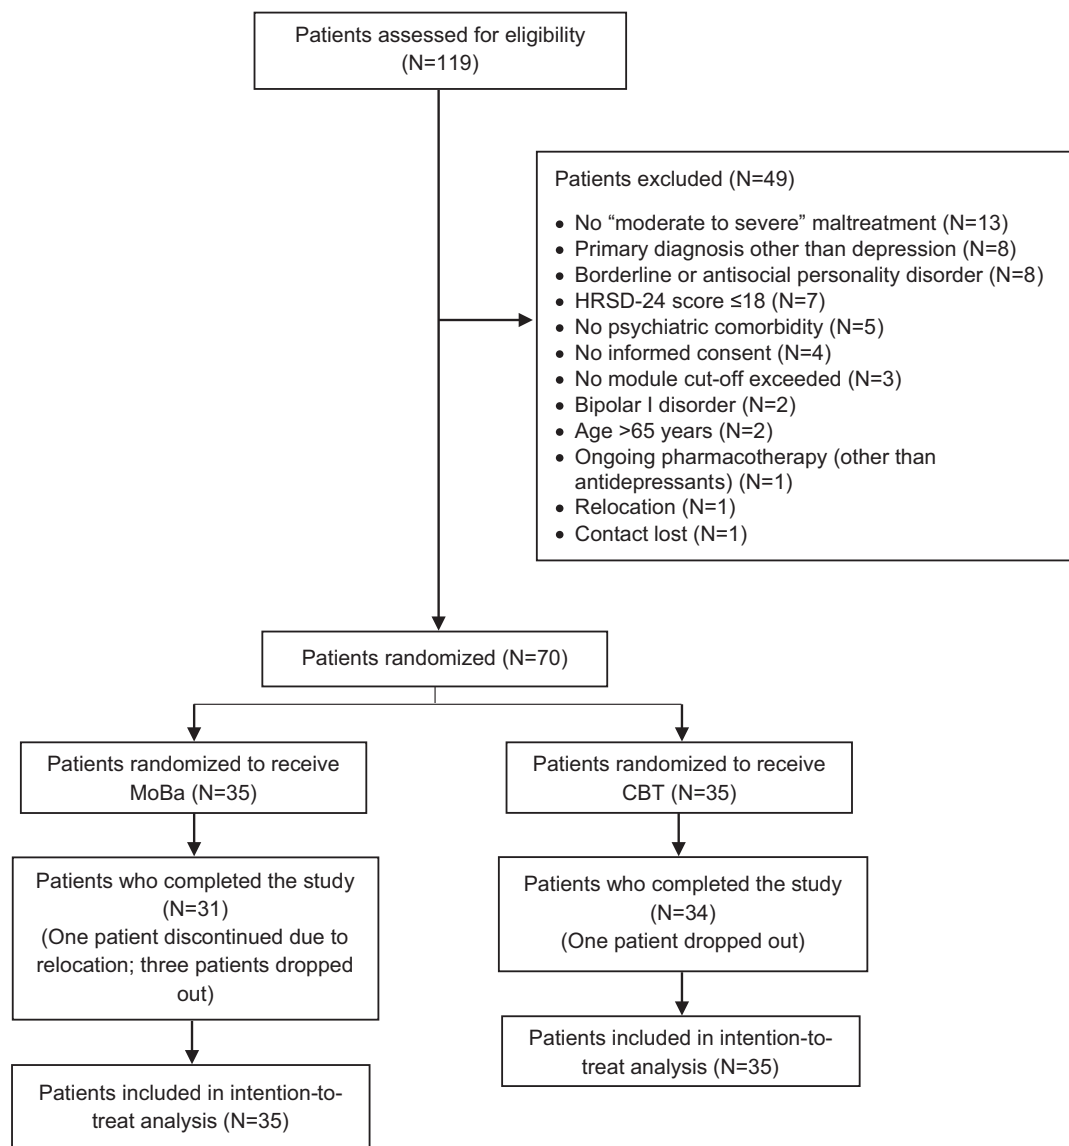 Patients assessed for eligibility
(N=119)
Patients excluded (N=49)
• No “moderate to severe” maltreatment (N=13)
• Primary diagnosis other than depression (N=8)
• Borderline or antisocial personality disorder (N=8)
• HRSD-24 score ≤18 (N=7)
• No psychiatric comorbidity (N=5)
• No informed consent (N=4)
• No module cut-off exceeded (N=3)
• Bipolar I disorder (N=2)
• Age >65 years (N=2)
• Ongoing pharmacotherapy (other than
antidepressants) (N=1)
• Relocation (N=1)
• Contact lost (N=1)
Patients randomized (N=70)
Patients randomized to receive
MoBa (N=35)
Patients randomized to receive
CBT (N=35)
Patients who completed the study
(N=31)
(One patient discontinued due to
relocation; three patients dropped
out)
Patients who completed the study
(N=34)
(One patient dropped out)
Patients included in intention-to-
treat analysis (N=35)
Patients included in intention-to-
treat analysis (N=35)